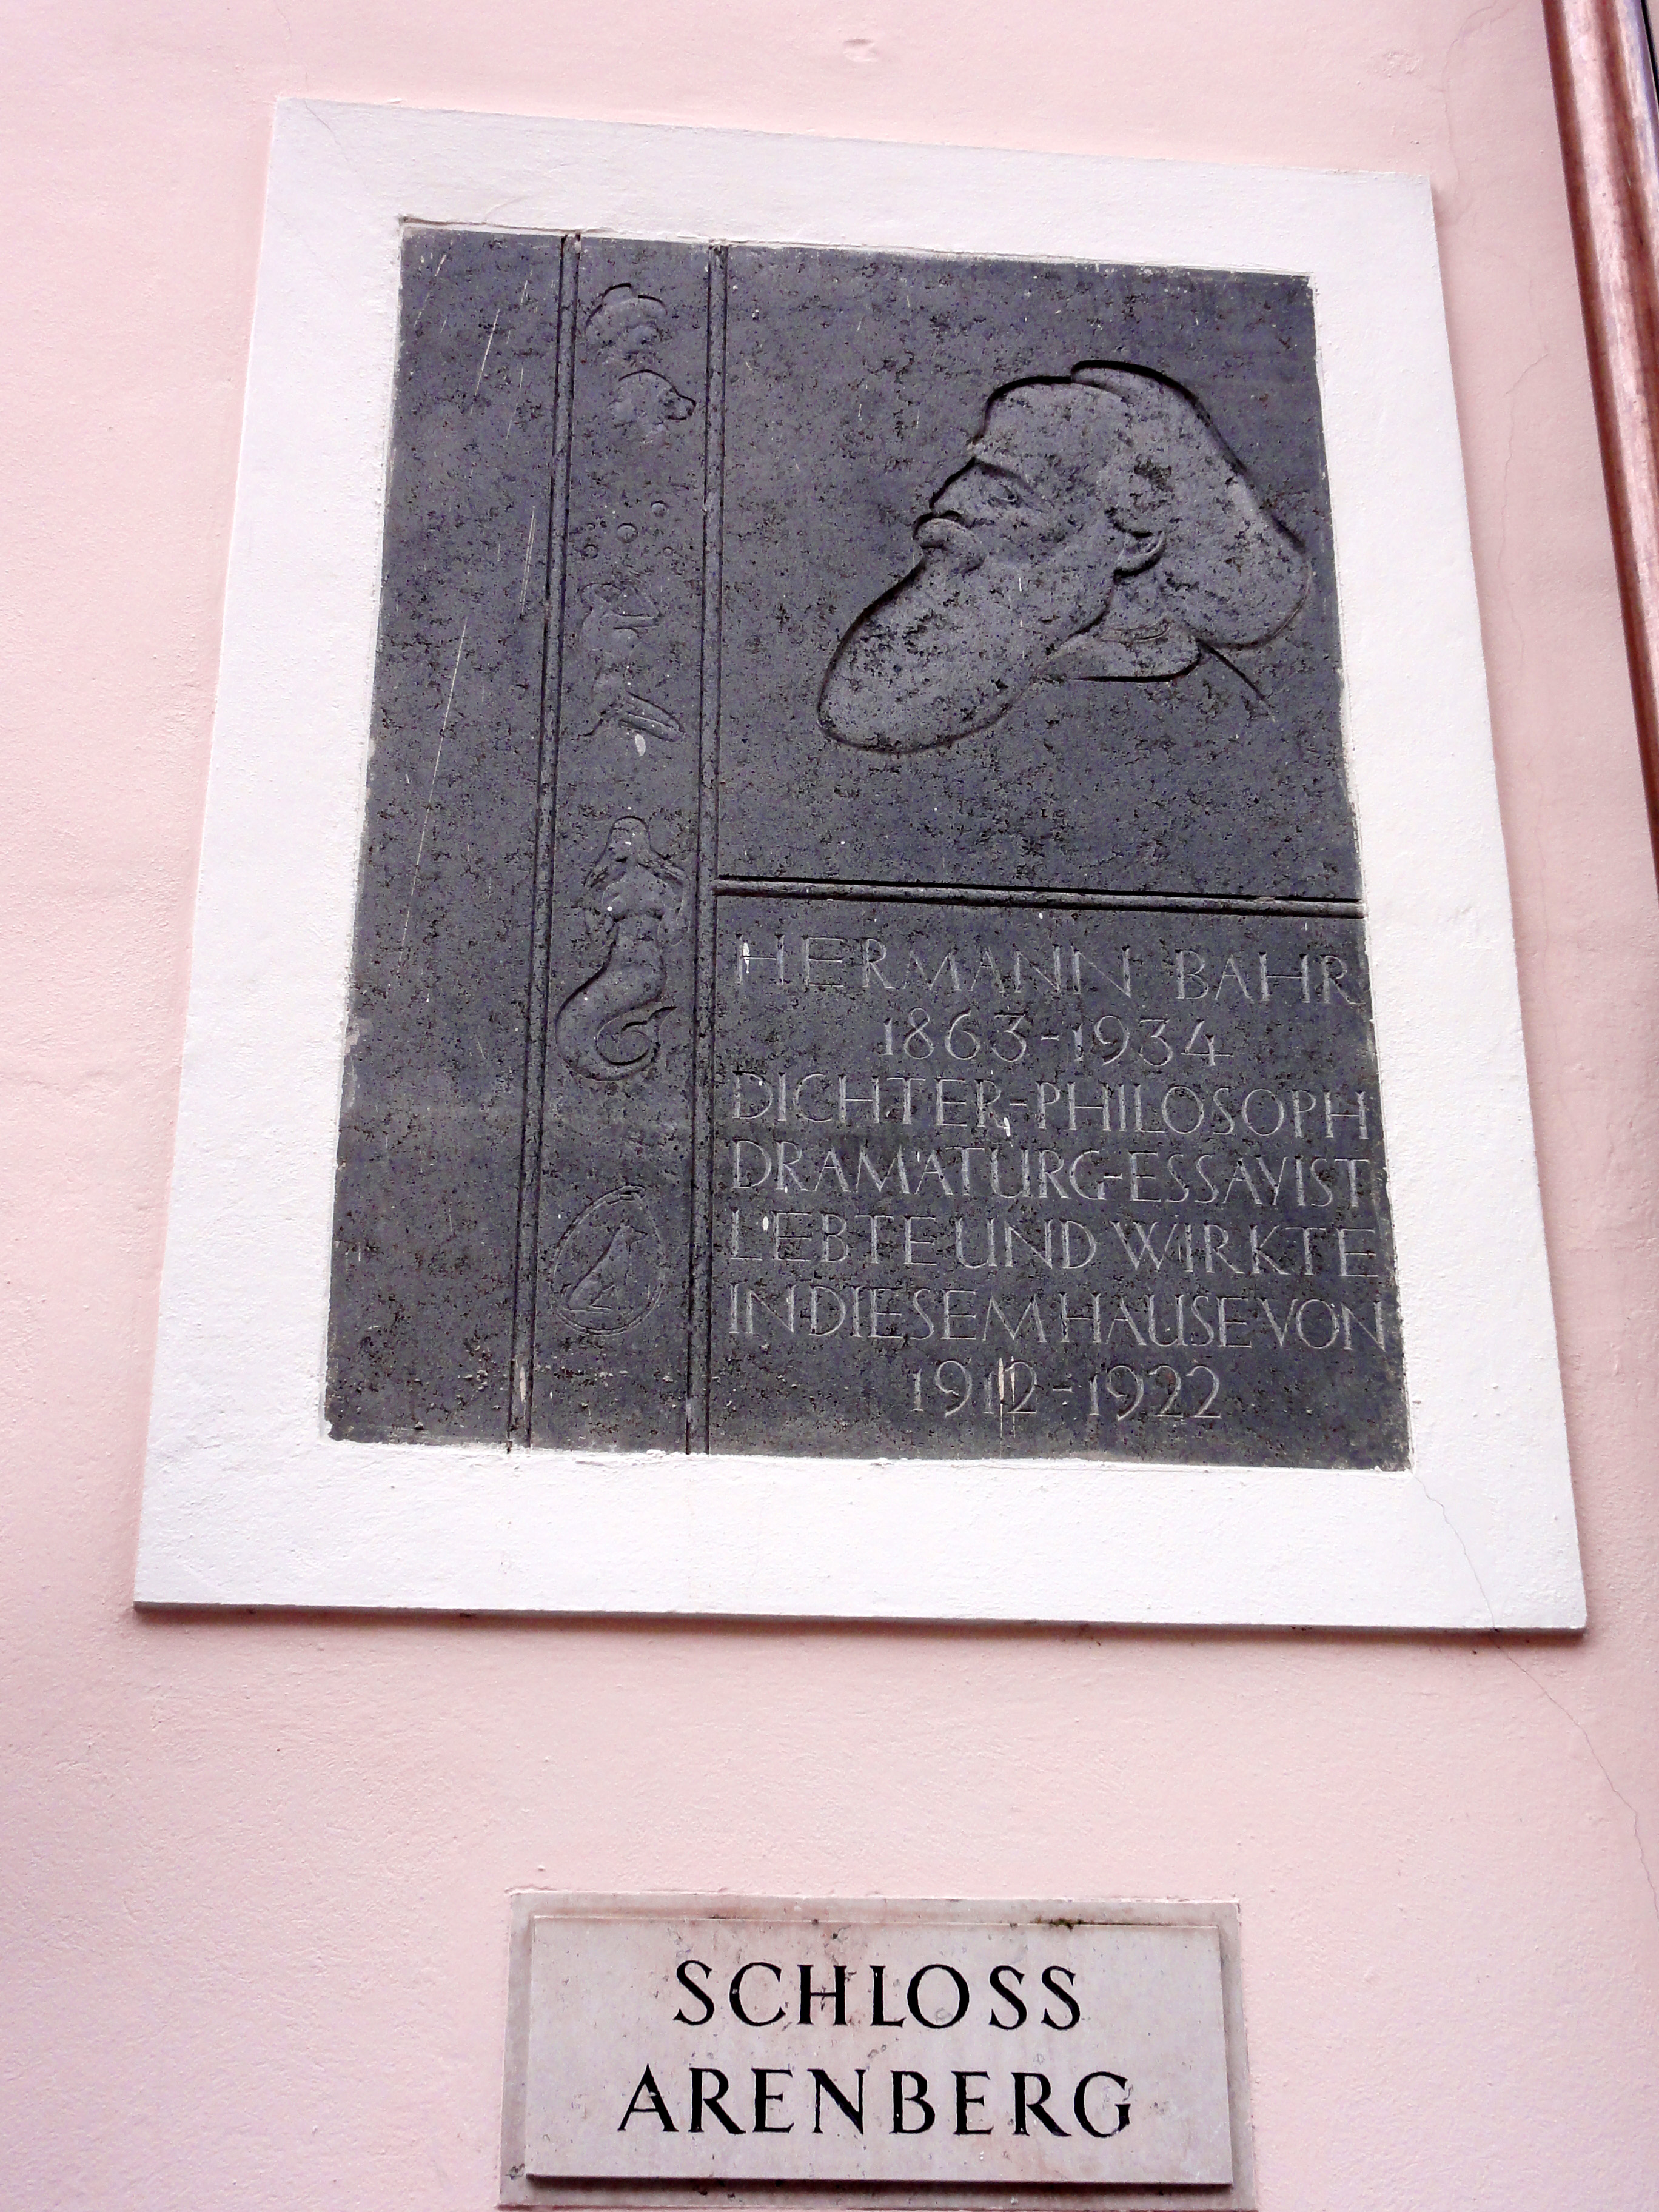 HERMANN BAHR
1863-1934
DICHTER-PHILOSOPH
DRAMATURG-ESSAYIST
LEBTE UND WIRKTE
IN DIESEM HAUSE VON
1912-1922
SCHLOSS
ARENBERG